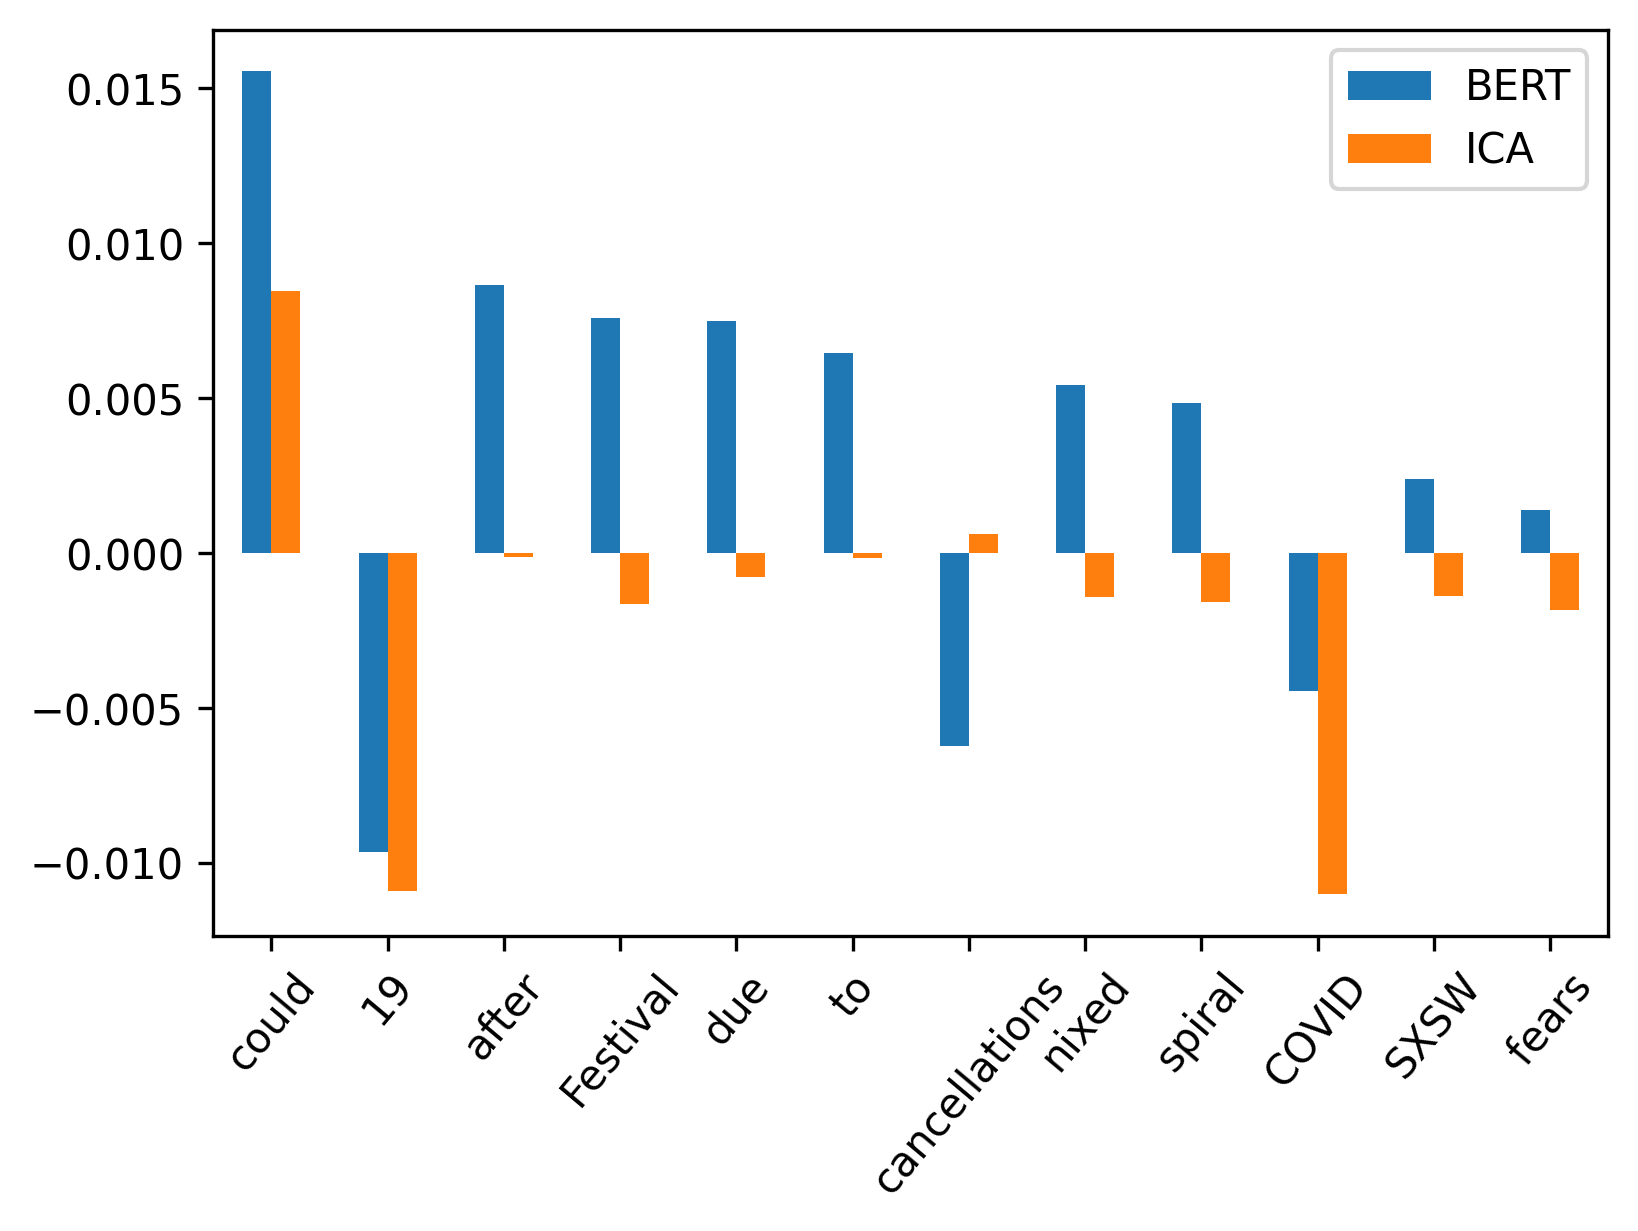 BERT
ICA
0.015
0.010
0.005
0.000
−0.005
−0.010
could
19
after
Festival
due
to
cancellations
nixed
spiral
COVID
SXSW
fears